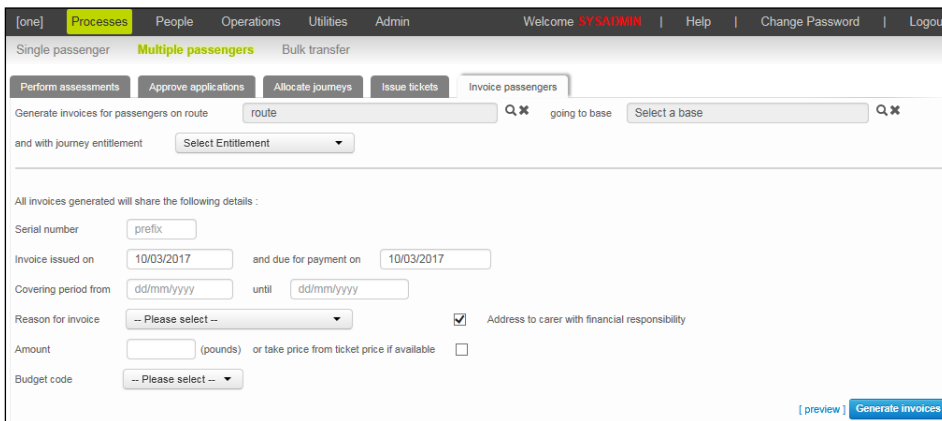 [one] Processes People Operations Utilities Admin Welcome SYSADMIN | Help | Change Password | Logou
Single passenger Multiple passengers Bulk transfer
Perform assessments Approve applications Allocate journeys Issue tickets Invoice passengers
Generate invoices for passengers on route route going to base Select a base
and with journey entitlement Select Entitlement
All invoices generated will share the following details :
Serial number prefix
Invoice issued on 10/03/2017 and due for payment on 10/03/2017
Covering period from dd/mm/yyyy until dd/mm/yyyy
Reason for invoice -- Please select -- Address to carer with financial responsibility
Amount (pounds) or take price from ticket price if available
Budget code -- Please select --
[ preview ] Generate invoices